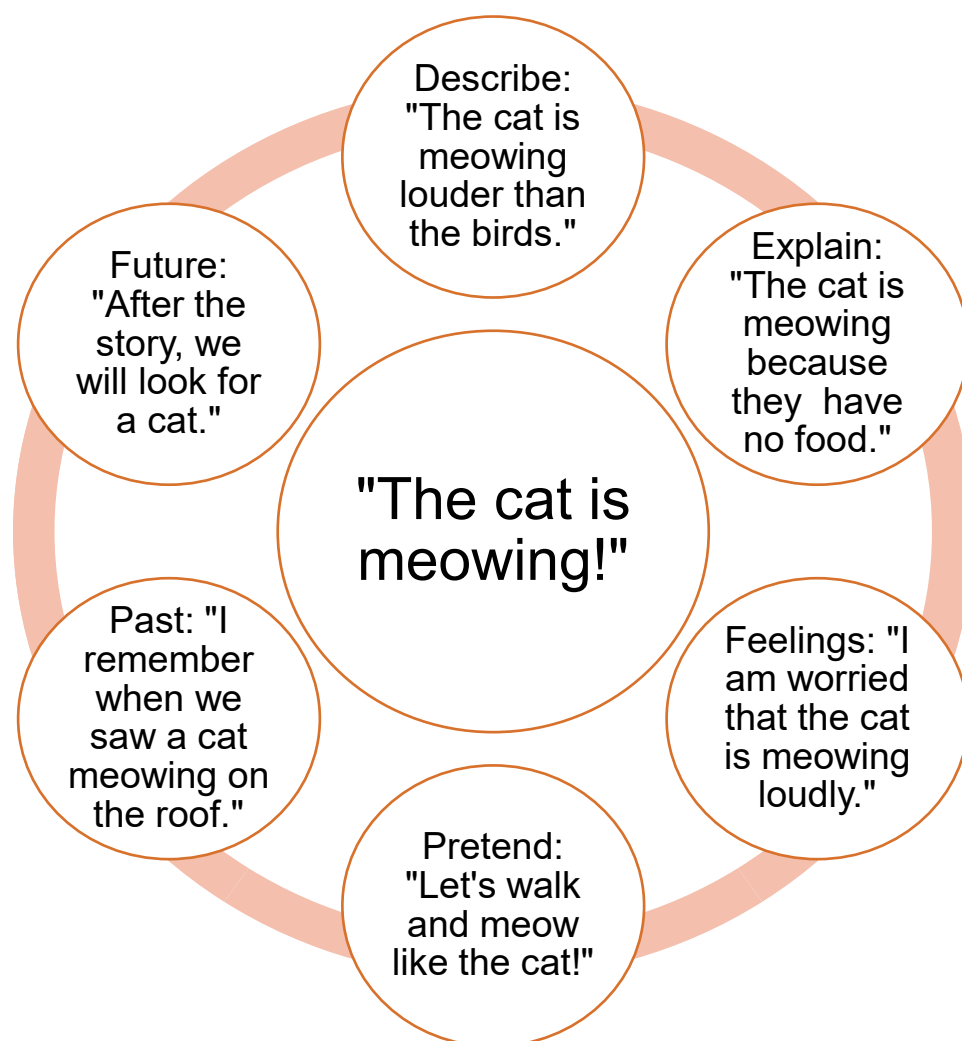 Describe:
"The cat is
meowing
louder than
the birds."
Explain:
"The cat is
meowing
because
they  have
no food."
Feelings: "I
am worried
that the cat
is meowing
loudly."
Pretend:
"Let's walk
and meow
like the cat!"
Past: "I
remember
when we
saw a cat
meowing on
the roof."
Future:
"After the
story, we
will look for
a cat."
"The cat is
meowing!"